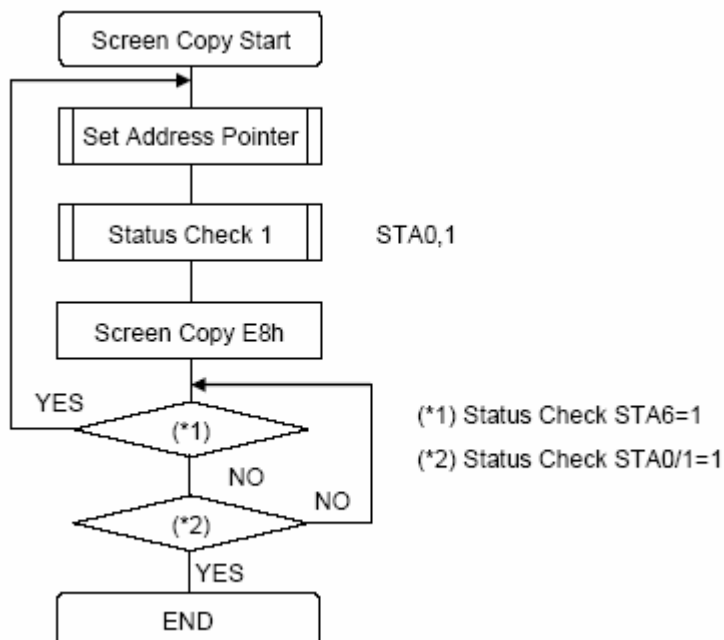 Screen Copy Start
Set Address Pointer
Status Check 1
STA0,1
Screen Copy E8h
YES
(*1)
(*1) Status Check STA6=1
NO
(*2) Status Check STA0/1=1
NO
(*2)
YES
END